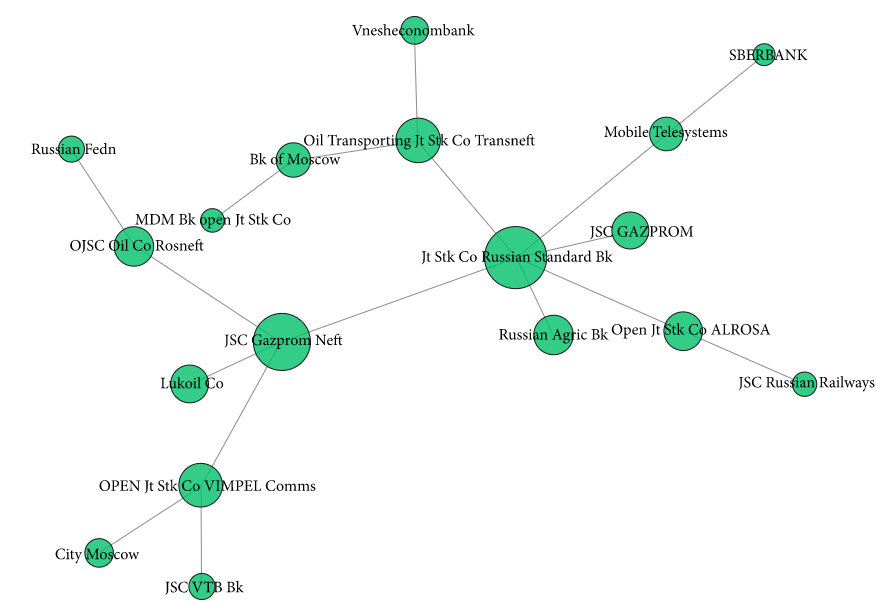 Vnesheconombank
SBERBANK
Mobile Telesystems
Oil Transporting Jt Stk Co Transneft
Russian Fedn
Bk of Moscow
MDM Bk open Jt Stk Co
JSC GAZPROM
OJSC Oil Co Rosneft
Jt Stk Co Russian Standard Bk
Open Jt Stk Co ALROSA
Russian Agric Bk
JSC Gazprom Neft
Lukoil Co
JSC Russian Railways
OPEN Jt Stk Co VIMPEL Comms
City Moscow
JSC VTB Bk